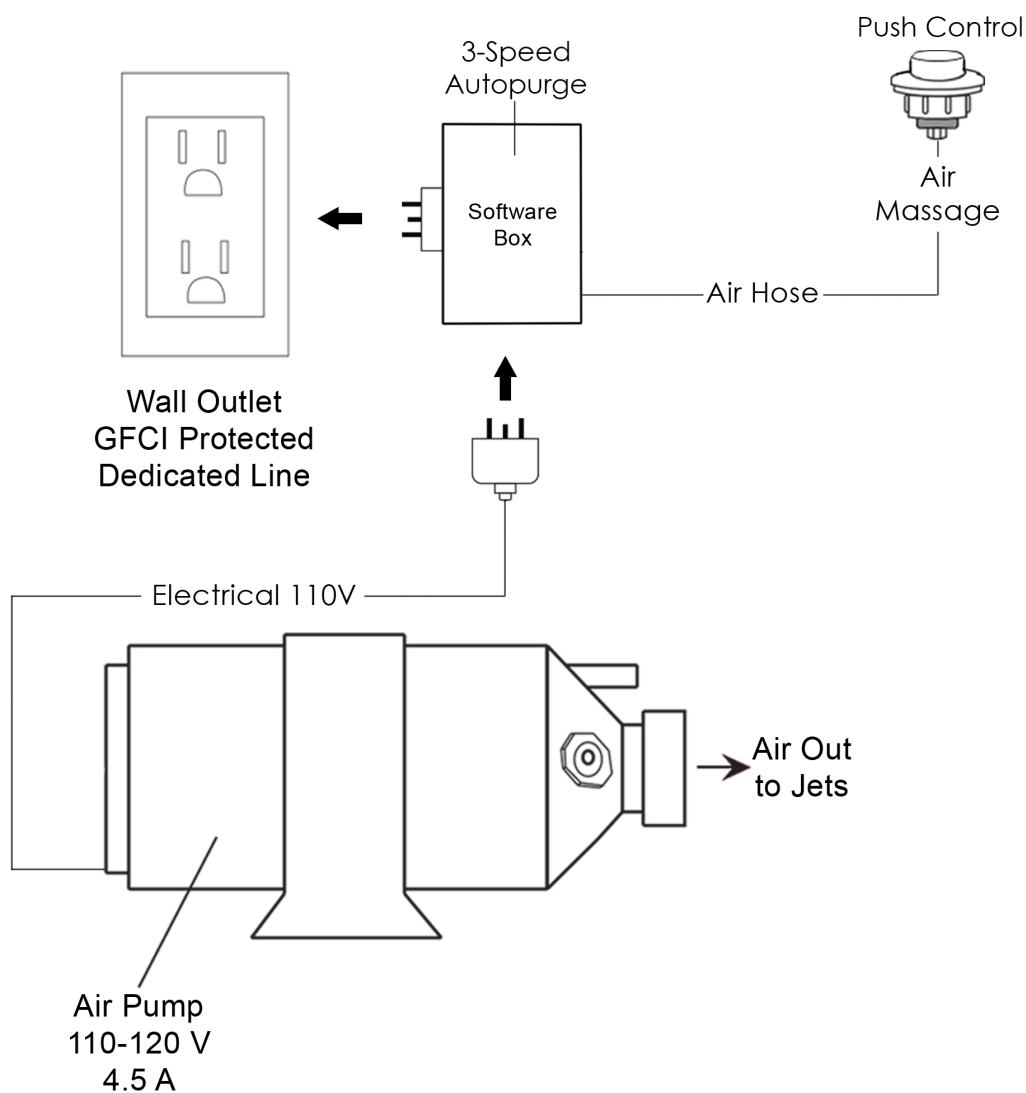 Push Control
3-Speed
Autopurge
Software
Box
Air
Massage
Air Hose
Wall Outlet
GFCI Protected
Dedicated Line
Electrical 110V
Air Out
to Jets
Air Pump
110-120 V
4.5 A